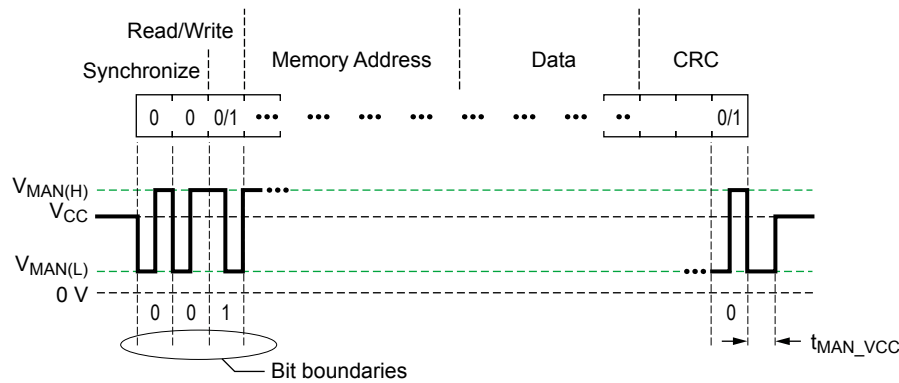 Read/Write
Memory Address Data CRC
Synchronize
0 0 0/1 ••• ••• ••• ••• ••• ••• •• 0/1
VMAN(H)
•••
VCC
VMAN(L)
•••
0 V
0 0 1 0
tMAN_VCC
Bit boundaries